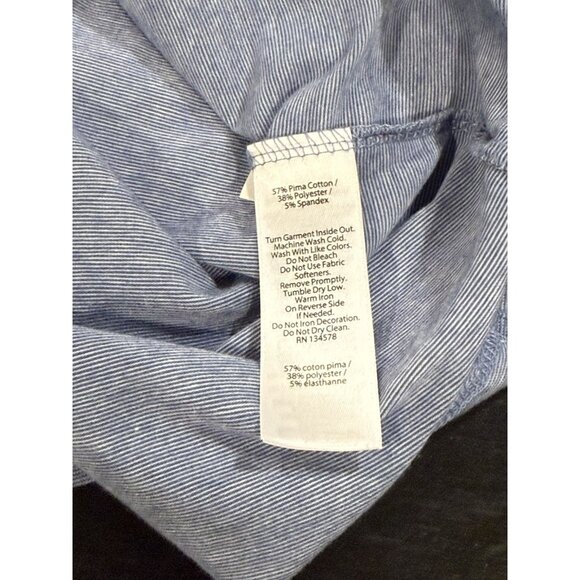 57% Pima Cotton /
38% Polyester /
5% Spandex
Turn Garment Inside Out.
Machine Wash Cold.
Wash With Like Colors.
Do Not Bleach
Do Not Use Fabric
Softeners.
Remove Promptly.
Tumble Dry Low.
Warm Iron
On Reverse Side
If Needed.
Do Not Iron Decoration.
Do Not Dry Clean.
RN 134578
57% coton pima /
38% polyester /
5% élasthanne